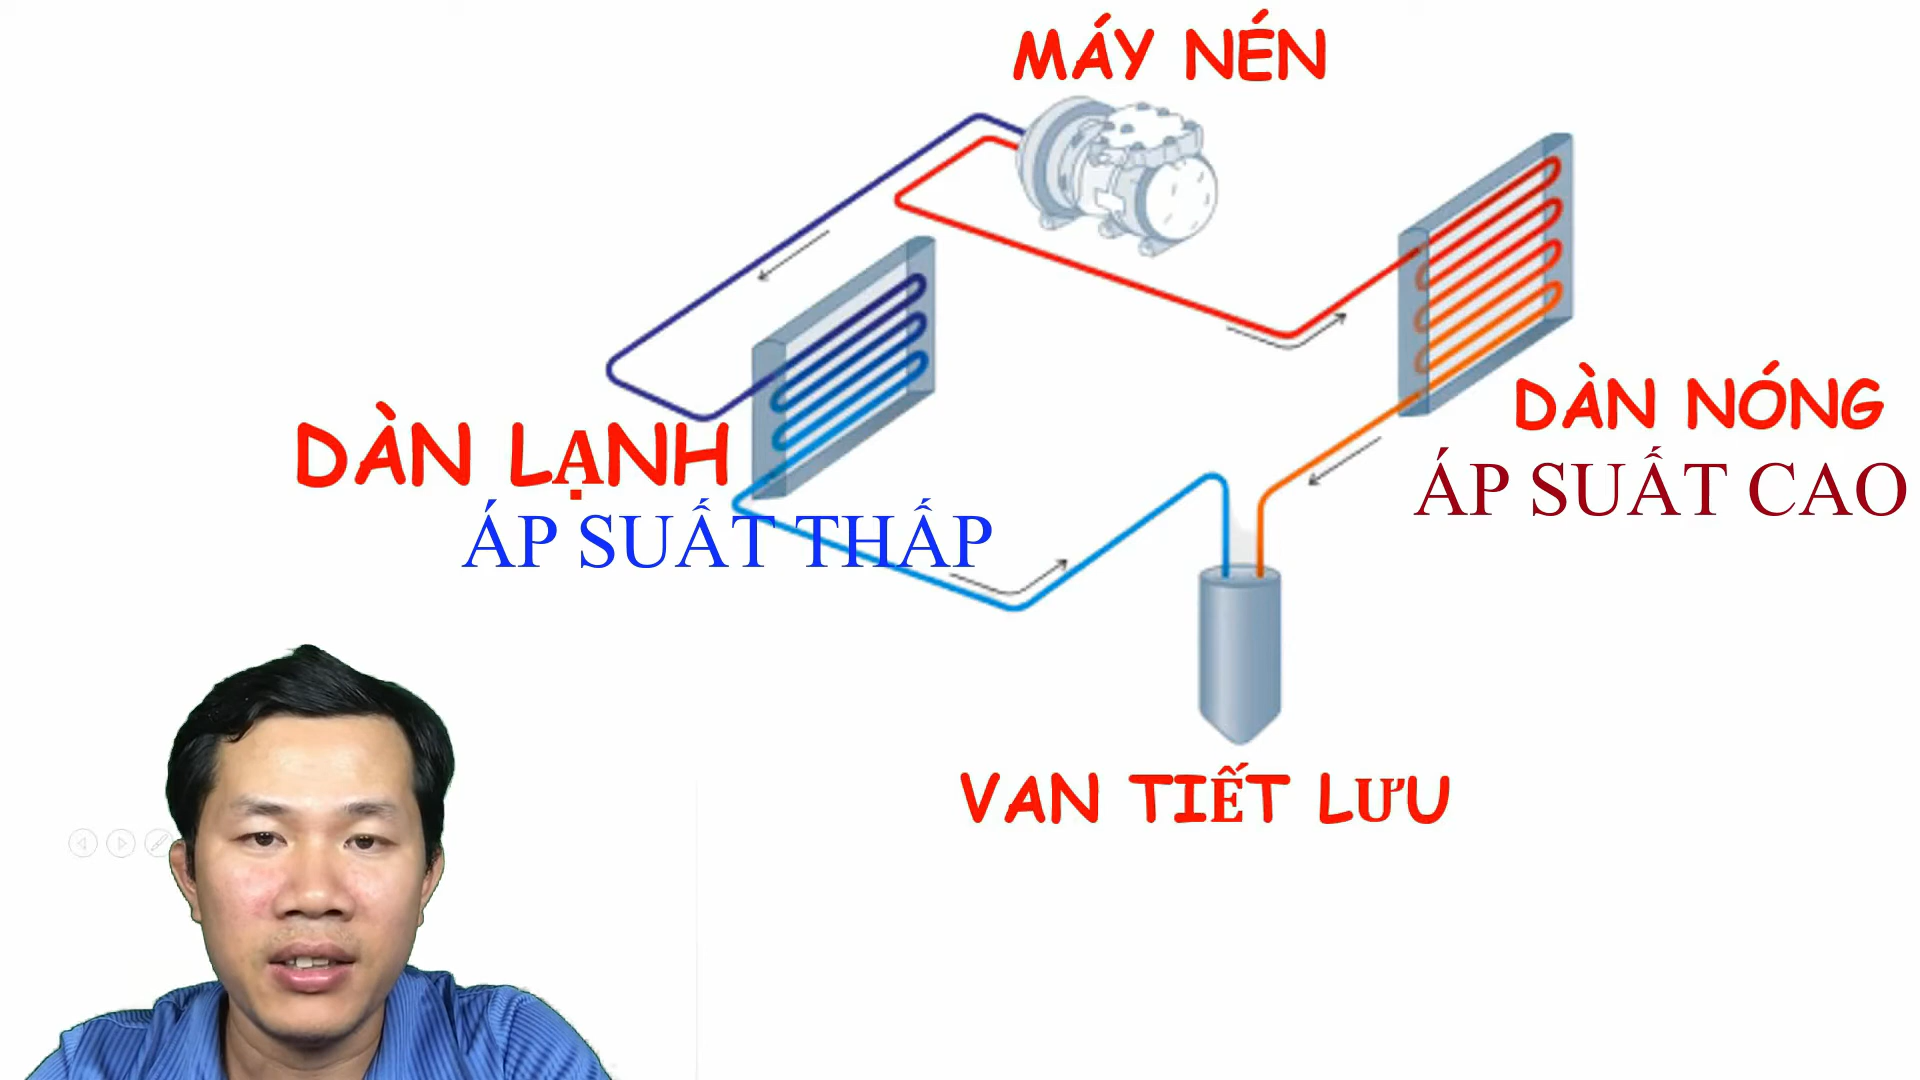 MÁY NÉN
DÀN NÓNG
ÁP SUẤT CAO
DÀN LẠNH
ÁP SUẤT THẤP
VAN TIẾT LƯU